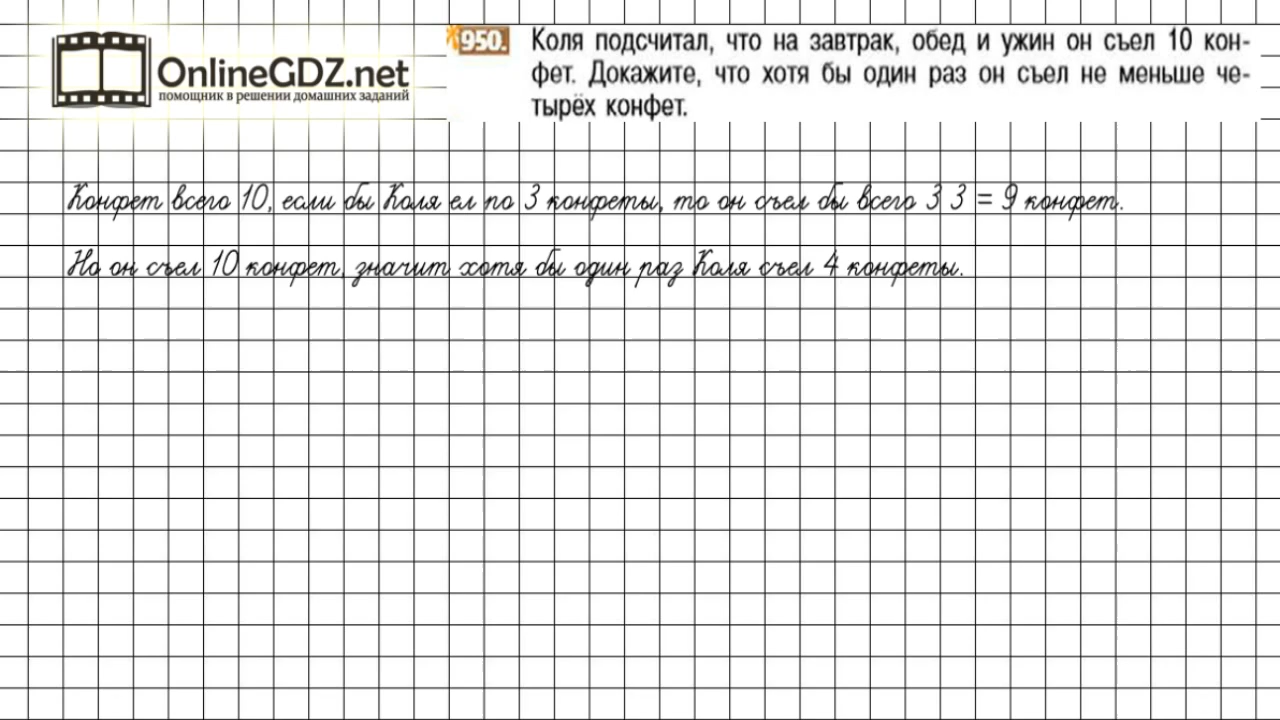 OnlineGDZ.net
помощник в решении домашних заданий
950. Коля подсчитал, что на завтрак, обед и ужин он съел 10 кон-
фет. Докажите, что хотя бы один раз он съел не меньше че-
тырёх конфет.
Конфет всего 10, если бы Коля ел по 3 конфеты, то он съел бы всего 3 3 = 9 конфет.
Но он съел 10 конфет, значит хотя бы один раз Коля съел 4 конфеты.